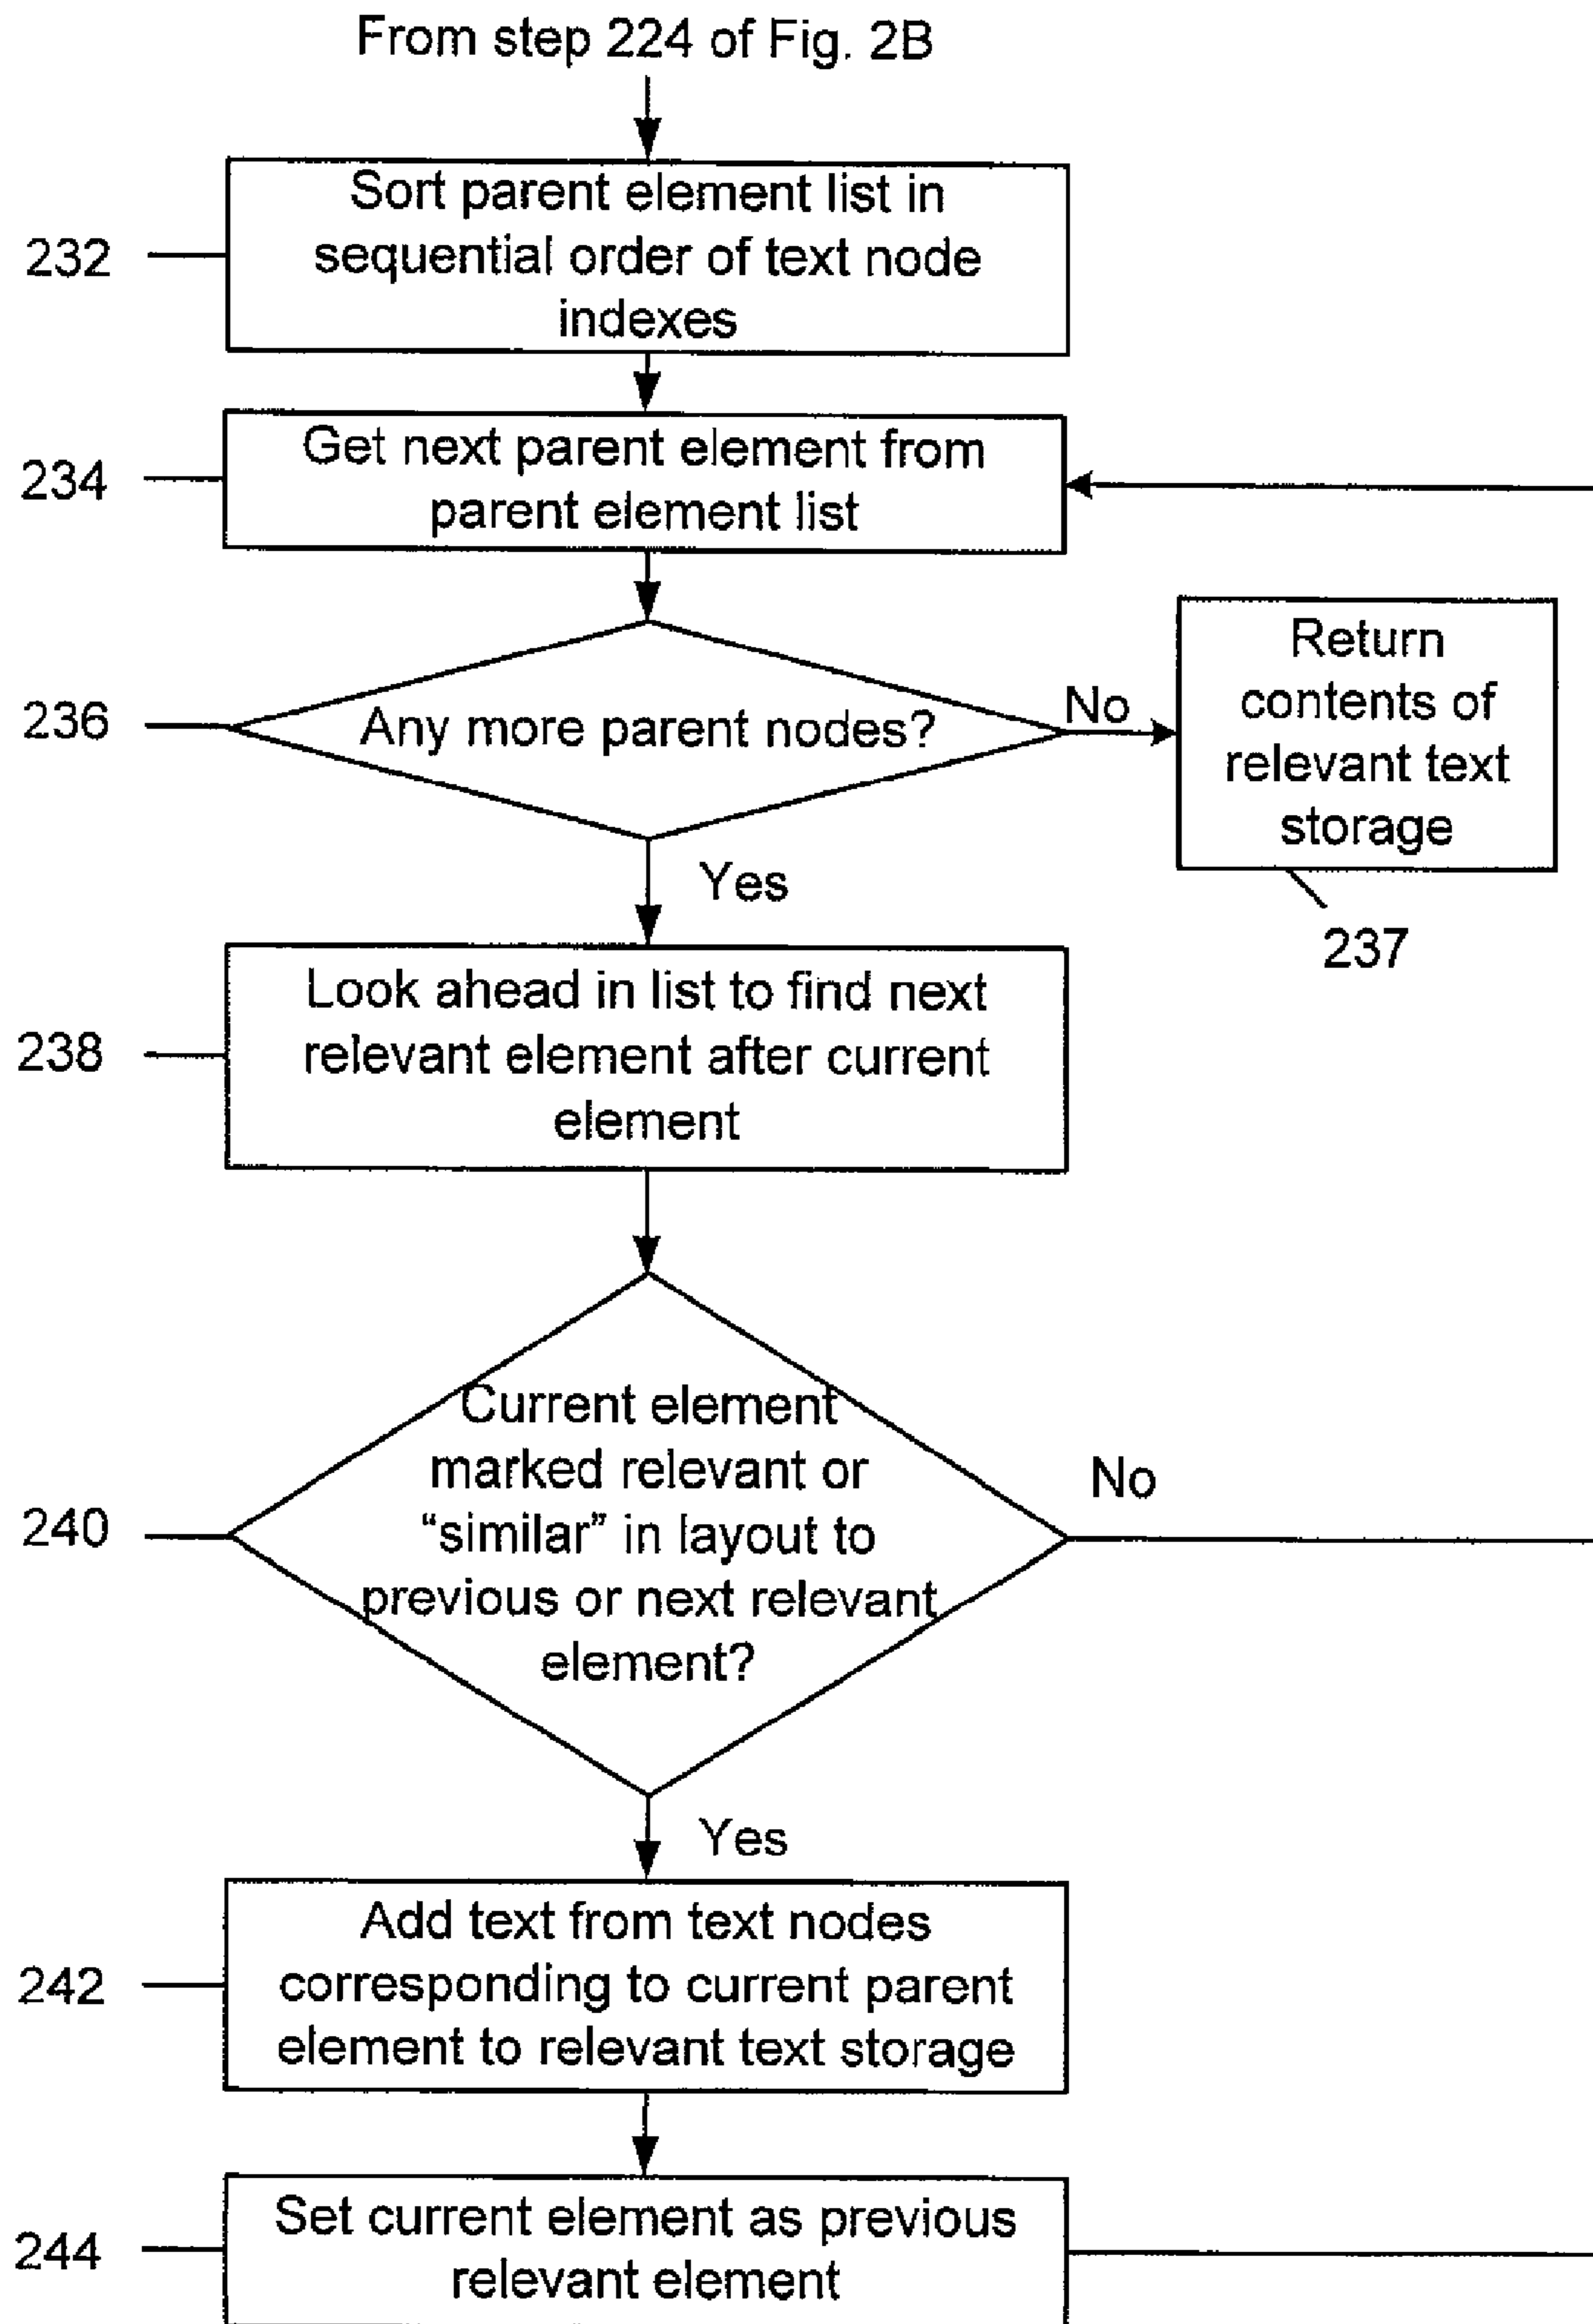 From step 224 of Fig. 2B
Sort parent element list in
sequential order of text node
indexes
232
Get next parent element from
parent element list
234
Any more parent nodes?
236
No
Return
contents of
relevant text
storage
237
Yes
Look ahead in list to find next
relevant element after current
element
238
Current element
marked relevant or
“similar” in layout to
previous or next relevant
element?
240
No
Yes
Add text from text nodes
corresponding to current parent
element to relevant text storage
242
Set current element as previous
relevant element
244